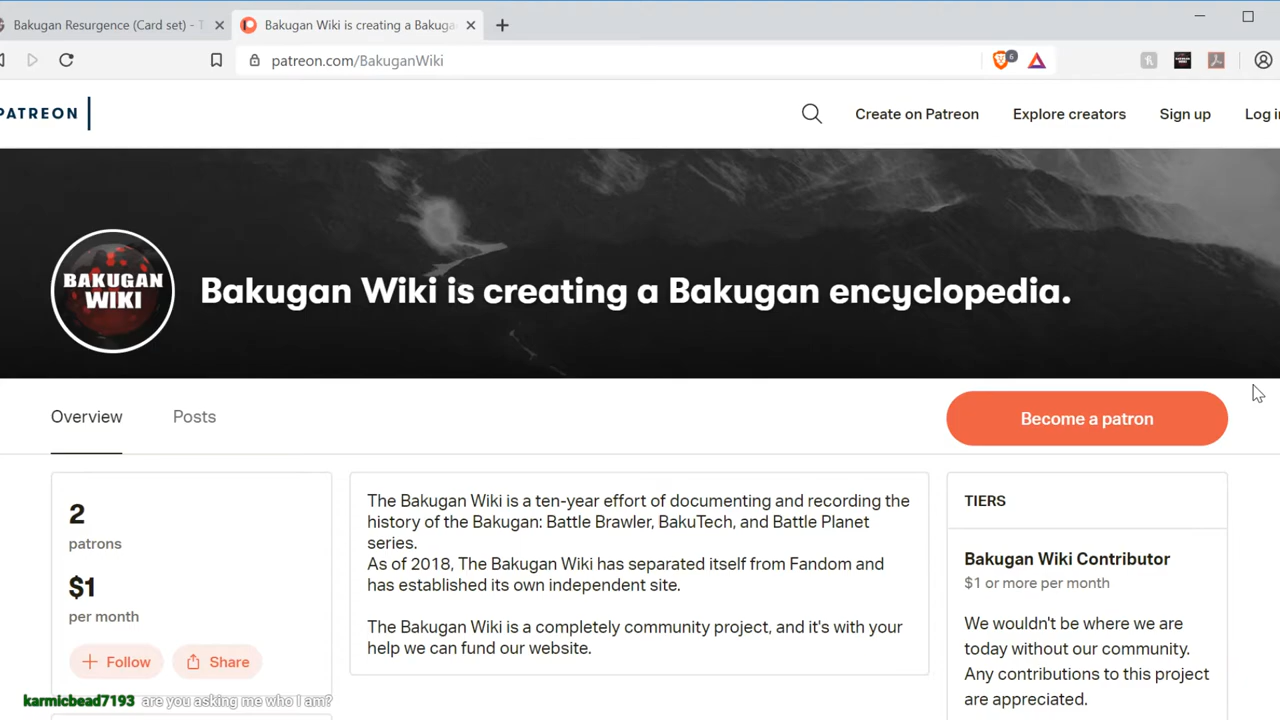 Bakugan Resurgence (Card set) - T
Bakugan Wiki is creating a Bakuga
patreon.com/BakuganWiki
6
PATREON
Create on Patreon
Explore creators
Sign up
Log i
BAKUGAN
WIKI
Bakugan Wiki is creating a Bakugan encyclopedia.
Overview
Posts
Become a patron
2
patrons
$1
per month
Follow
Share
The Bakugan Wiki is a ten-year effort of documenting and recording the
history of the Bakugan: Battle Brawler, BakuTech, and Battle Planet
series.
As of 2018, The Bakugan Wiki has separated itself from Fandom and
has established its own independent site.
The Bakugan Wiki is a completely community project, and it's with your
help we can fund our website.
TIERS
Bakugan Wiki Contributor
$1 or more per month
We wouldn't be where we are
today without our community.
Any contributions to this project
are appreciated.
karmicbead7193 are you asking me who I am?